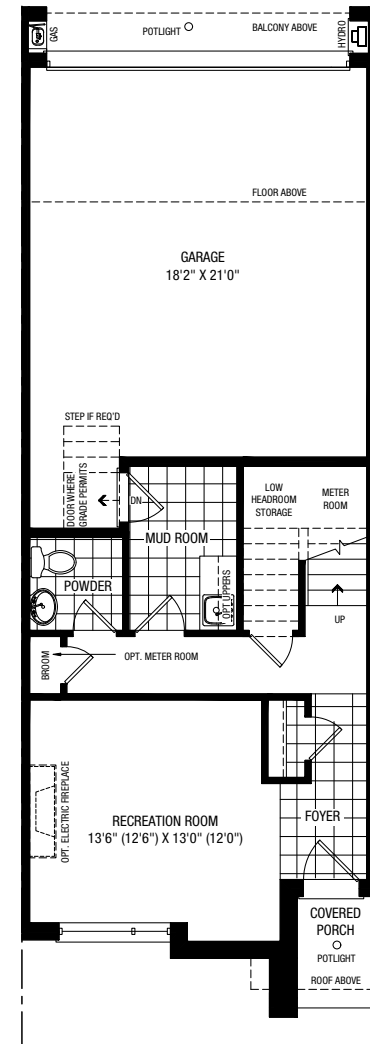 GAS
POTLIGHT
BALCONY ABOVE
HYDRO
FLOOR ABOVE
GARAGE
18'2" X 21'0"
STEP IF REQ'D
DOOR WHERE
GRADE PERMITS
DN
LOW
HEADROOM
STORAGE
METER
ROOM
MUD ROOM
POWDER
OPT. UPPERS
UP
BROOM
OPT. METER ROOM
OPT. ELECTRIC FIREPLACE
RECREATION ROOM
13'6" (12'6") X 13'0" (12'0")
FOYER
COVERED
PORCH
POTLIGHT
ROOF ABOVE